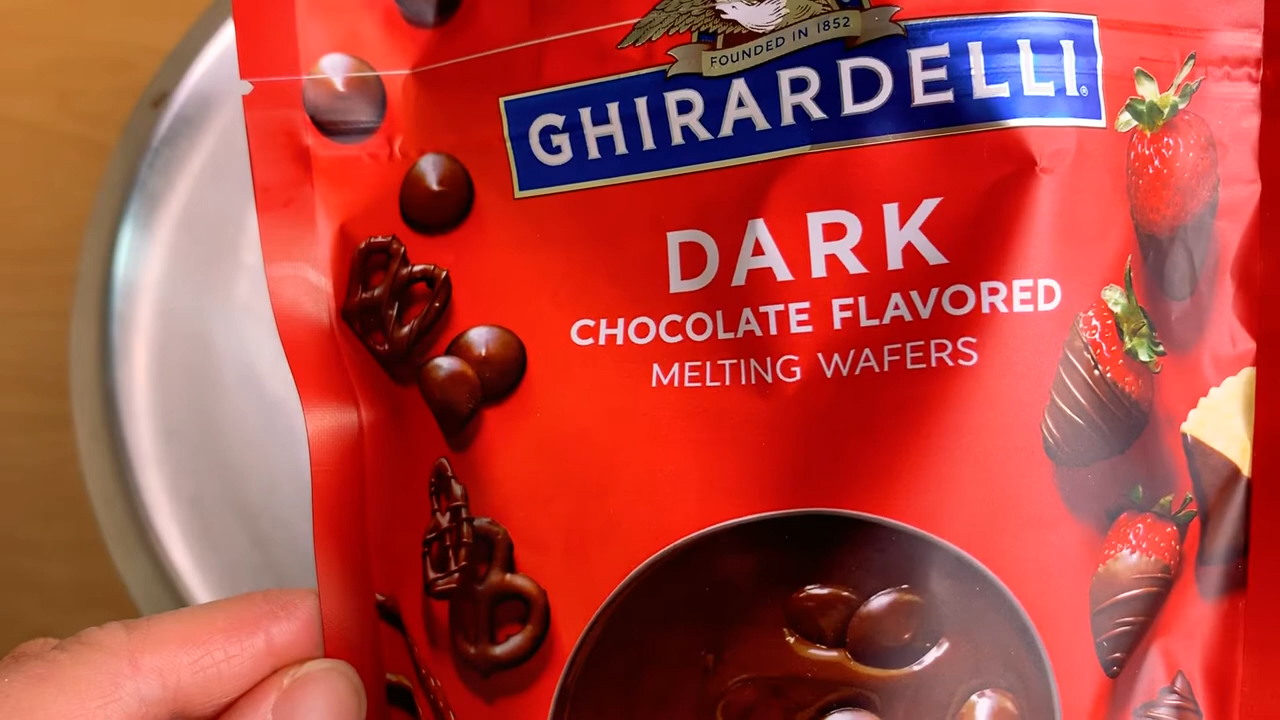 FOUNDED IN 1852
GHIRARDELLI®
DARK
CHOCOLATE FLAVORED
MELTING WAFERS